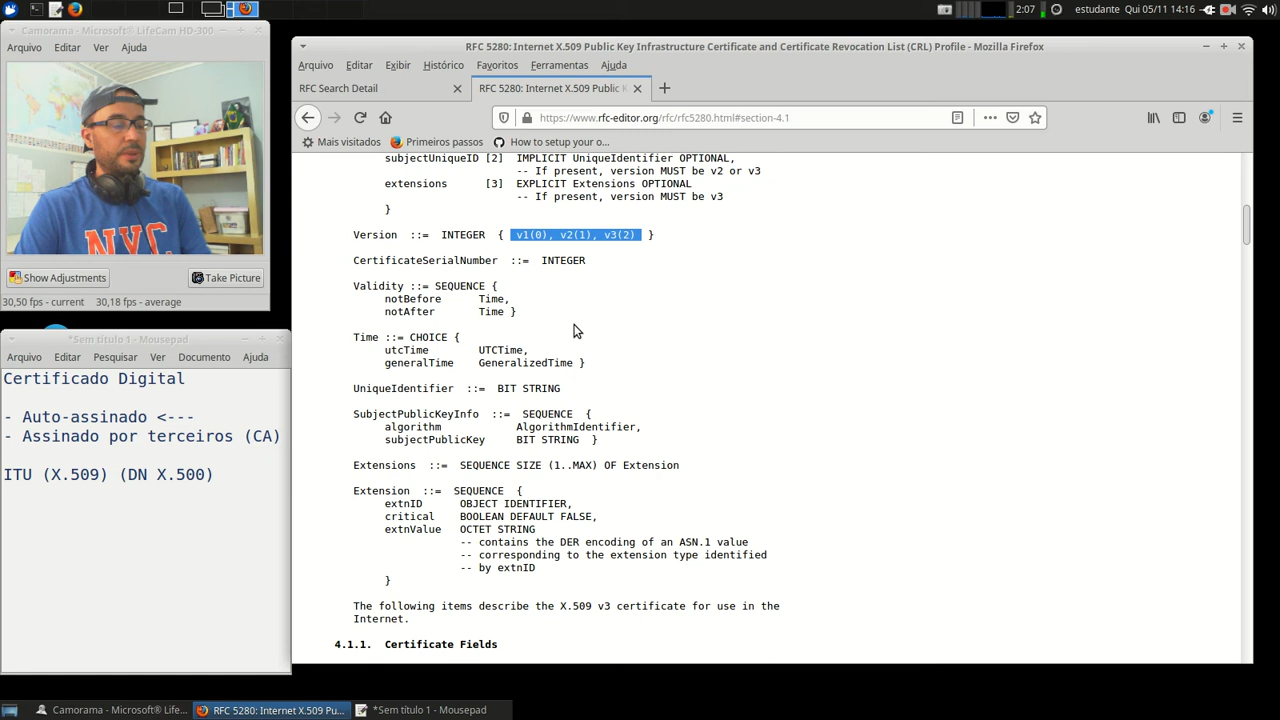 2:07
estudante Qui 05/11 14:16
Camorama - Microsoft® LifeCam HD-300
Arquivo Editar Ver Ajuda
NYC
Show Adjustments Take Picture
30,50 fps - current 30,18 fps - average
*Sem título 1 - Mousepad
Arquivo Editar Pesquisar Ver Documento Ajuda
Certificado Digital
- Auto-assinado <---
- Assinado por terceiros (CA)
ITU (X.509) (DN X.500)
RFC 5280: Internet X.509 Public Key Infrastructure Certificate and Certificate Revocation List (CRL) Profile - Mozilla Firefox
Arquivo Editar Exibir Histórico Favoritos Ferramentas Ajuda
RFC Search Detail RFC 5280: Internet X.509 Public K
https://www.rfc-editor.org/rfc/rfc5280.html#section-4.1
Mais visitados Primeiros passos How to setup your o...
subjectUniqueID [2] IMPLICIT UniqueIdentifier OPTIONAL,
-- If present, version MUST be v2 or v3
extensions [3] EXPLICIT Extensions OPTIONAL
-- If present, version MUST be v3
}
Version ::= INTEGER { v1(0), v2(1), v3(2) }
CertificateSerialNumber ::= INTEGER
Validity ::= SEQUENCE {
notBefore Time,
notAfter Time }
Time ::= CHOICE {
utcTime UTCTime,
generalTime GeneralizedTime }
UniqueIdentifier ::= BIT STRING
SubjectPublicKeyInfo ::= SEQUENCE {
algorithm AlgorithmIdentifier,
subjectPublicKey BIT STRING }
Extensions ::= SEQUENCE SIZE (1..MAX) OF Extension
Extension ::= SEQUENCE {
extnID OBJECT IDENTIFIER,
critical BOOLEAN DEFAULT FALSE,
extnValue OCTET STRING
-- contains the DER encoding of an ASN.1 value
-- corresponding to the extension type identified
-- by extnID
}
The following items describe the X.509 v3 certificate for use in the
Internet.
4.1.1. Certificate Fields
Camorama - Microsoft® Life... RFC 5280: Internet X.509 Public Pu... *Sem título 1 - Mousepad